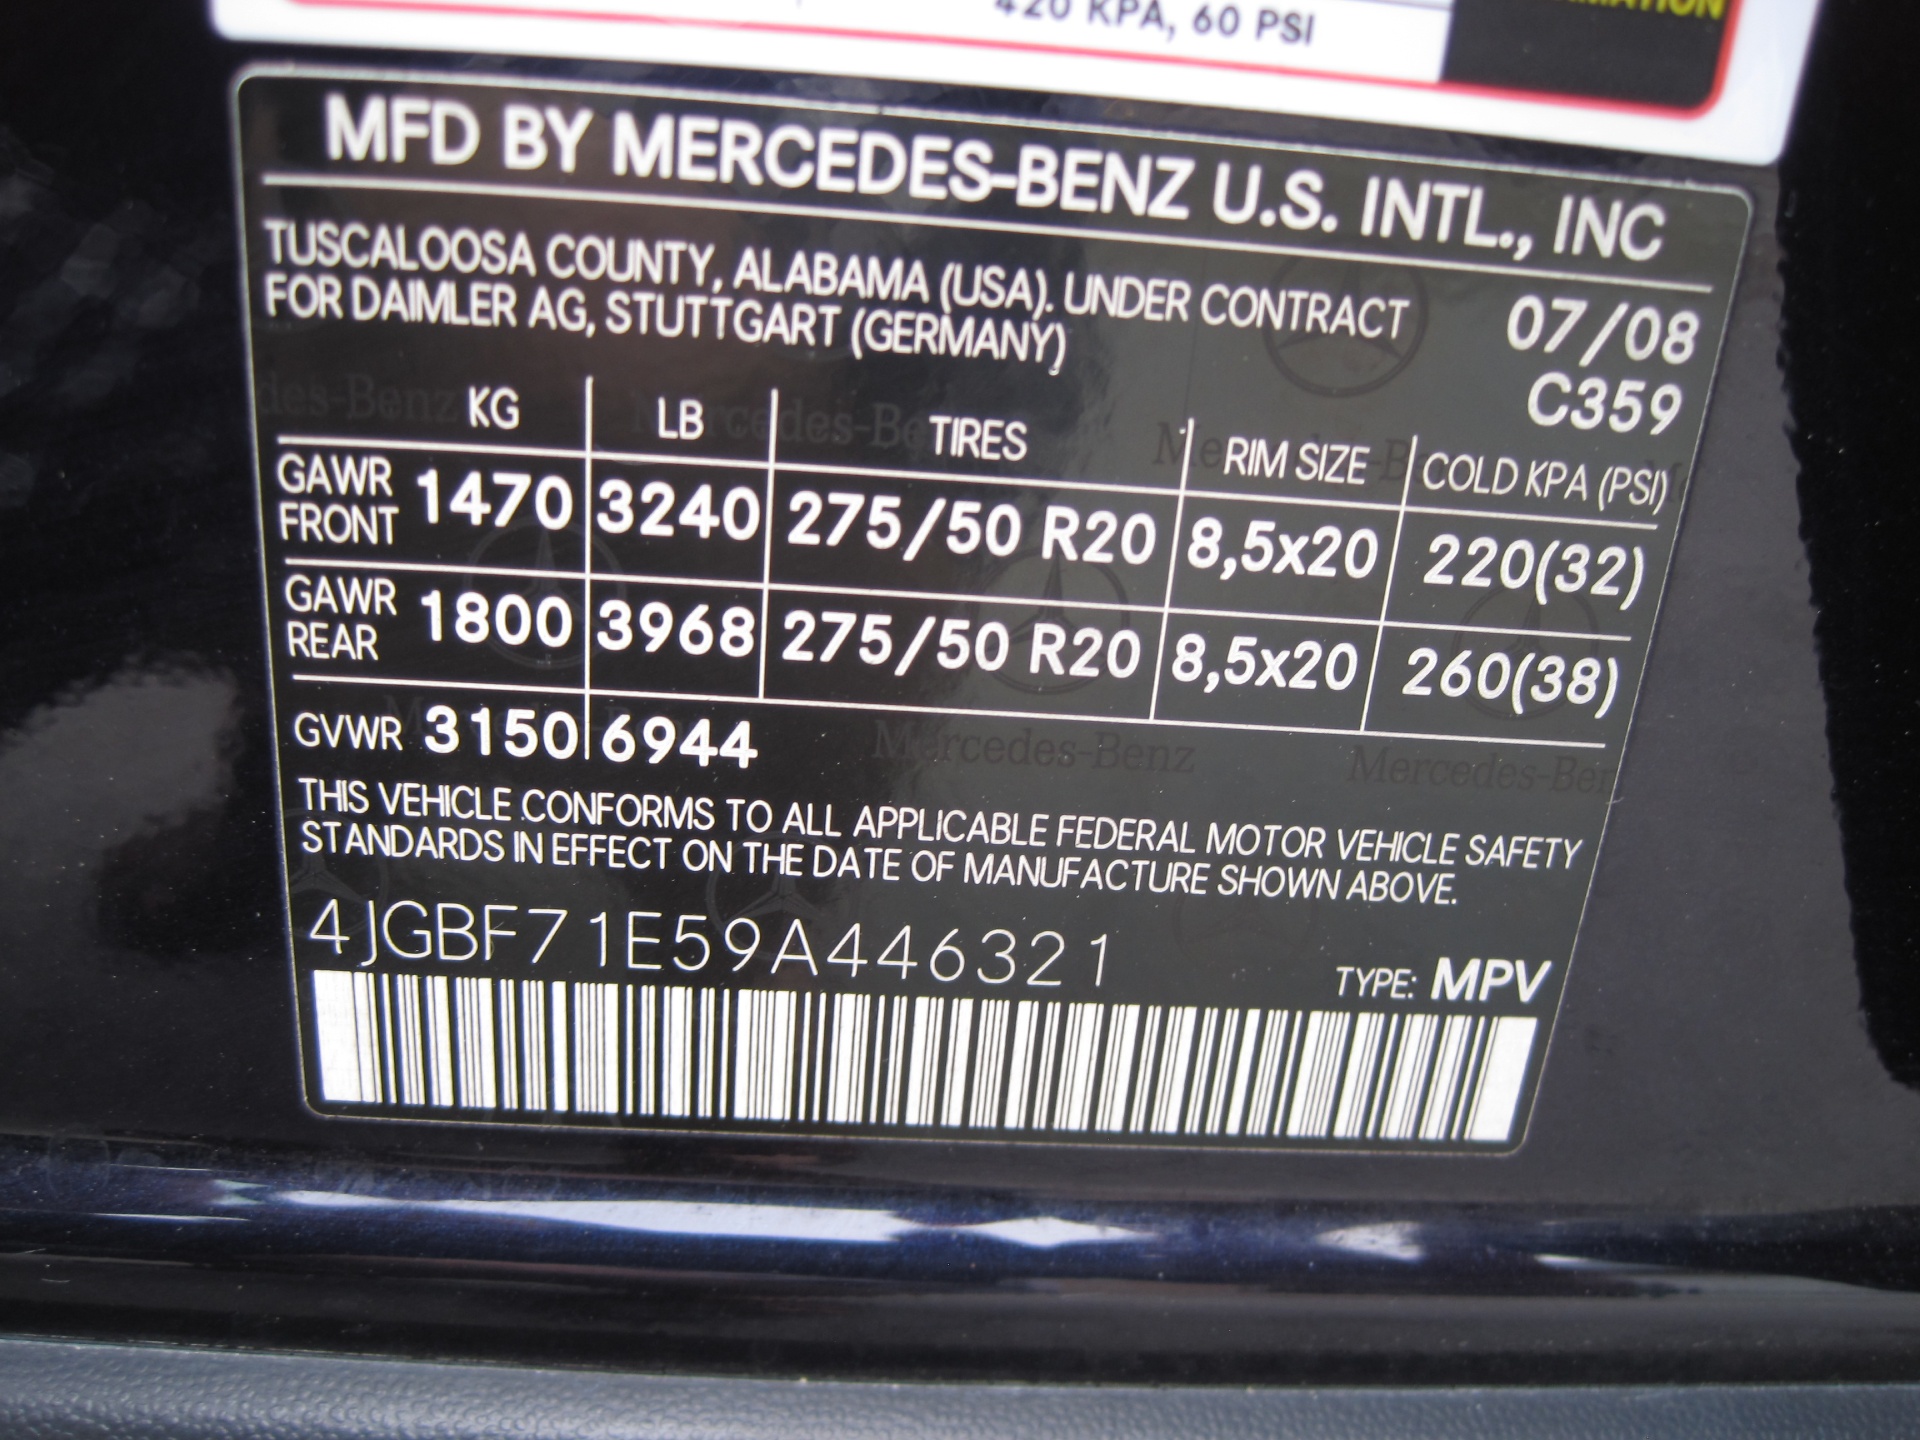 420 KPA, 60 PSI
MFD BY MERCEDES-BENZ U.S. INTL., INC
TUSCALOOSA COUNTY, ALABAMA (USA). UNDER CONTRACT
FOR DAIMLER AG, STUTTGART (GERMANY)
07/08
C359
KG LB TIRES RIM SIZE COLD KPA (PSI)
GAWR FRONT 1470 3240 275/50 R20 8,5x20 220(32)
GAWR REAR 1800 3968 275/50 R20 8,5x20 260(38)
GVWR 3150 6944
THIS VEHICLE CONFORMS TO ALL APPLICABLE FEDERAL MOTOR VEHICLE SAFETY
STANDARDS IN EFFECT ON THE DATE OF MANUFACTURE SHOWN ABOVE.
4JGBF71E59A446321
TYPE: MPV